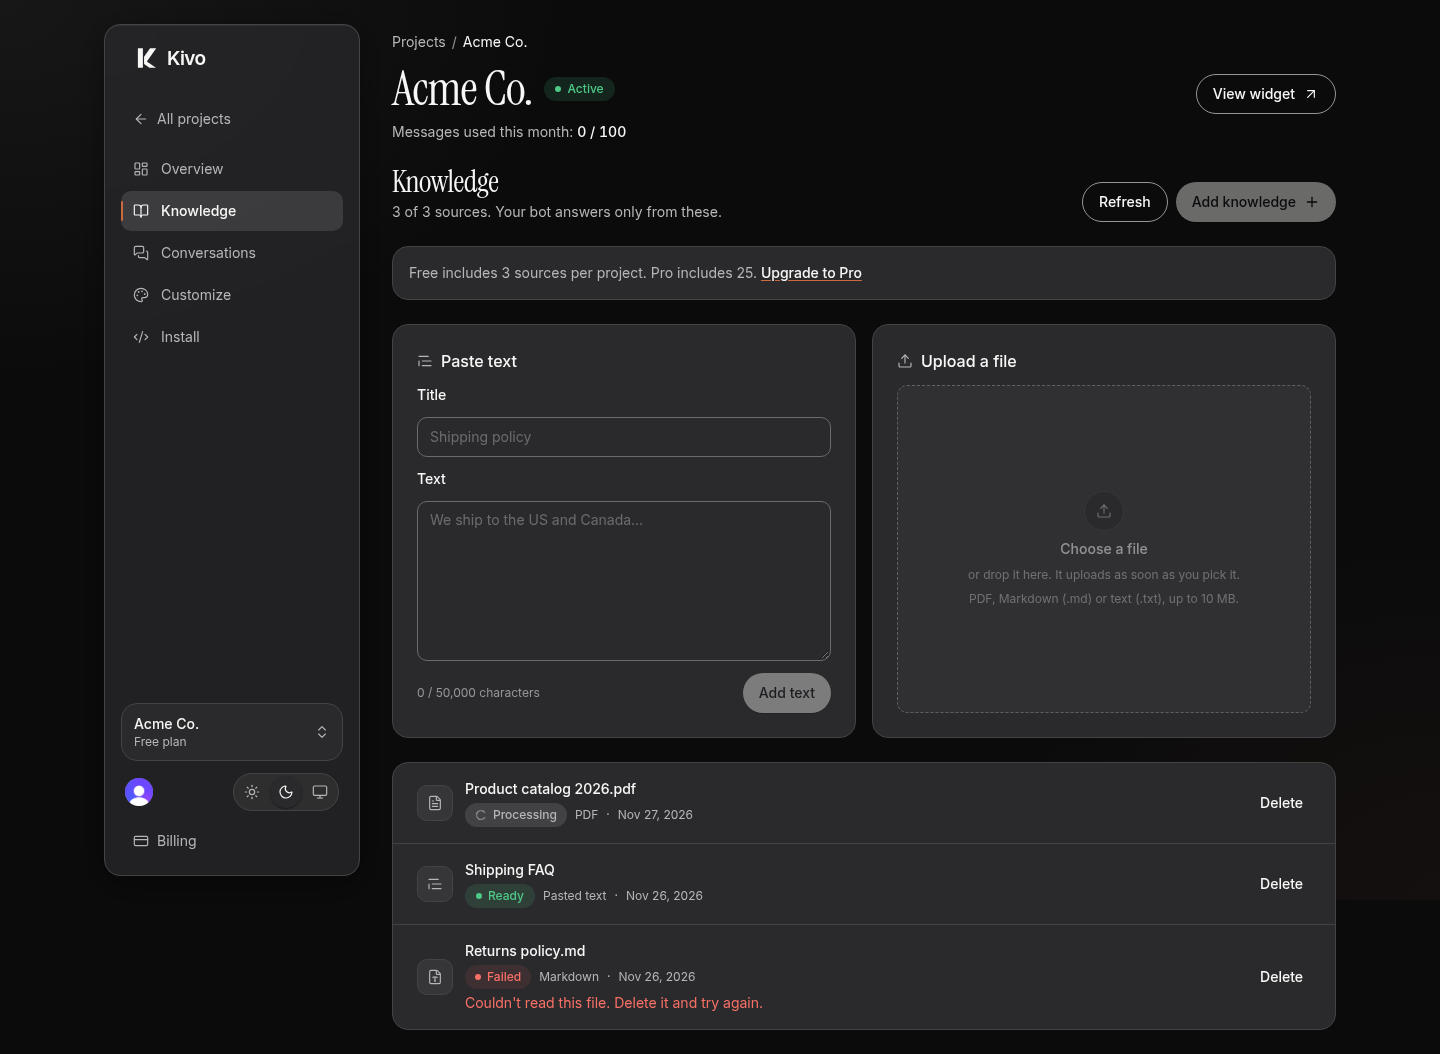 Kivo
All projects
Overview
Knowledge
Conversations
Customize
Install
Acme Co.
Free plan
Billing
Projects / Acme Co.
Acme Co.
Active
View widget
Messages used this month: 0 / 100
Knowledge
3 of 3 sources. Your bot answers only from these.
Refresh
Add knowledge
Free includes 3 sources per project. Pro includes 25. Upgrade to Pro
Paste text
Title
Shipping policy
Text
We ship to the US and Canada...
0 / 50,000 characters
Add text
Upload a file
Choose a file
or drop it here. It uploads as soon as you pick it.
PDF, Markdown (.md) or text (.txt), up to 10 MB.
Product catalog 2026.pdf
Processing PDF · Nov 27, 2026
Delete
Shipping FAQ
Ready Pasted text · Nov 26, 2026
Delete
Returns policy.md
Failed Markdown · Nov 26, 2026
Couldn't read this file. Delete it and try again.
Delete